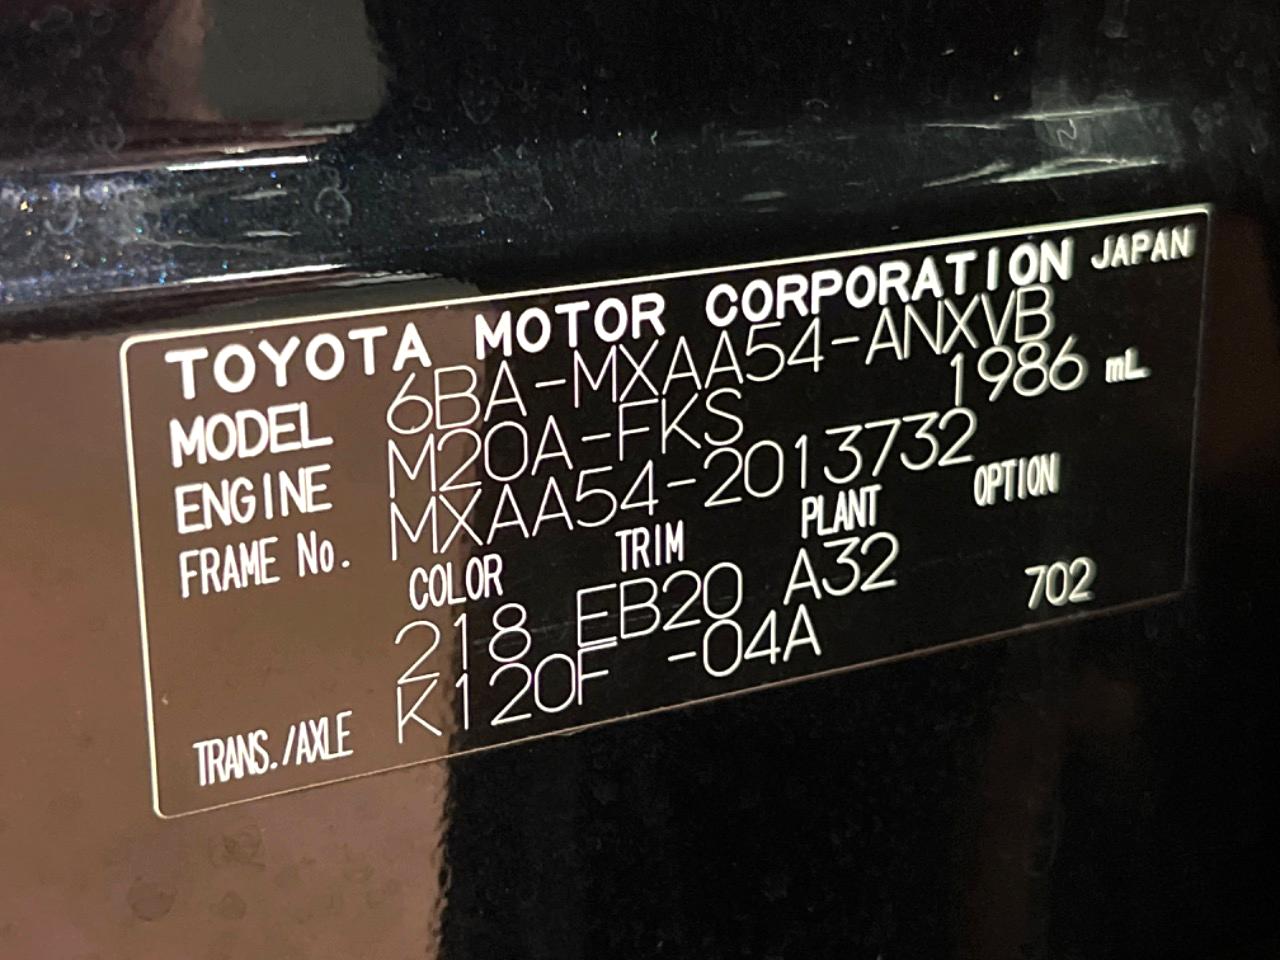 TOYOTA MOTOR CORPORATION JAPAN
MODEL 6BA-MXAA54-ANXVB
ENGINE M20A-FKS 1986 mL
FRAME No. MXAA54-2013732
COLOR TRIM PLANT OPTION
218 EB20 A32 702
TRANS./AXLE K120F -04A